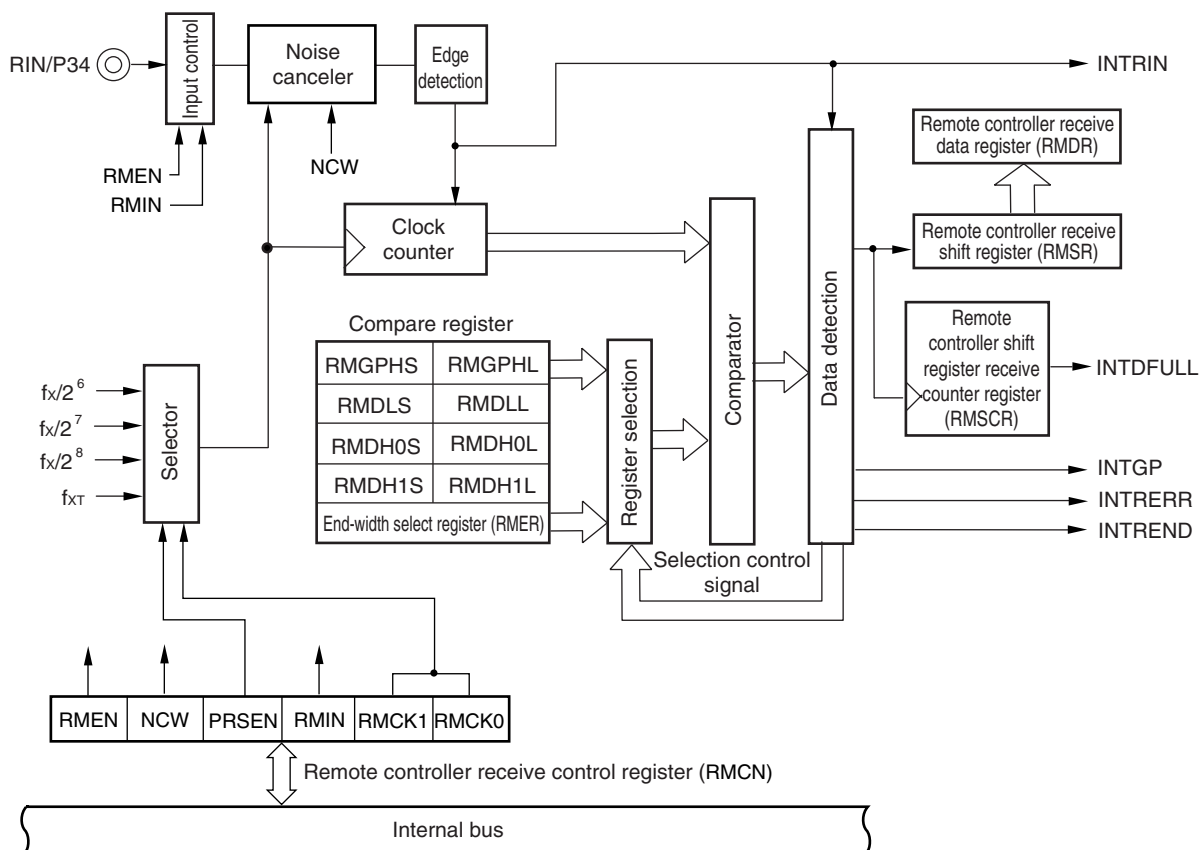 RIN/P34
Input control
Noise
canceler
Edge
detection
INTRIN
RMEN
RMIN
NCW
Remote controller receive
data register (RMDR)
Clock
counter
Remote controller receive
shift register (RMSR)
Compare register
RMGPHS RMGPHL
RMDLS RMDLL
RMDH0S RMDH0L
RMDH1S RMDH1L
End-width select register (RMER)
Register selection
Comparator
Data detection
Remote
controller shift
register receive
counter register
(RMSCR)
INTDFULL
fX/2^6
fX/2^7
fX/2^8
fXT
Selector
INTGP
INTRERR
INTREND
Selection control
signal
RMEN NCW PRSEN RMIN RMCK1 RMCK0
Remote controller receive control register (RMCN)
Internal bus